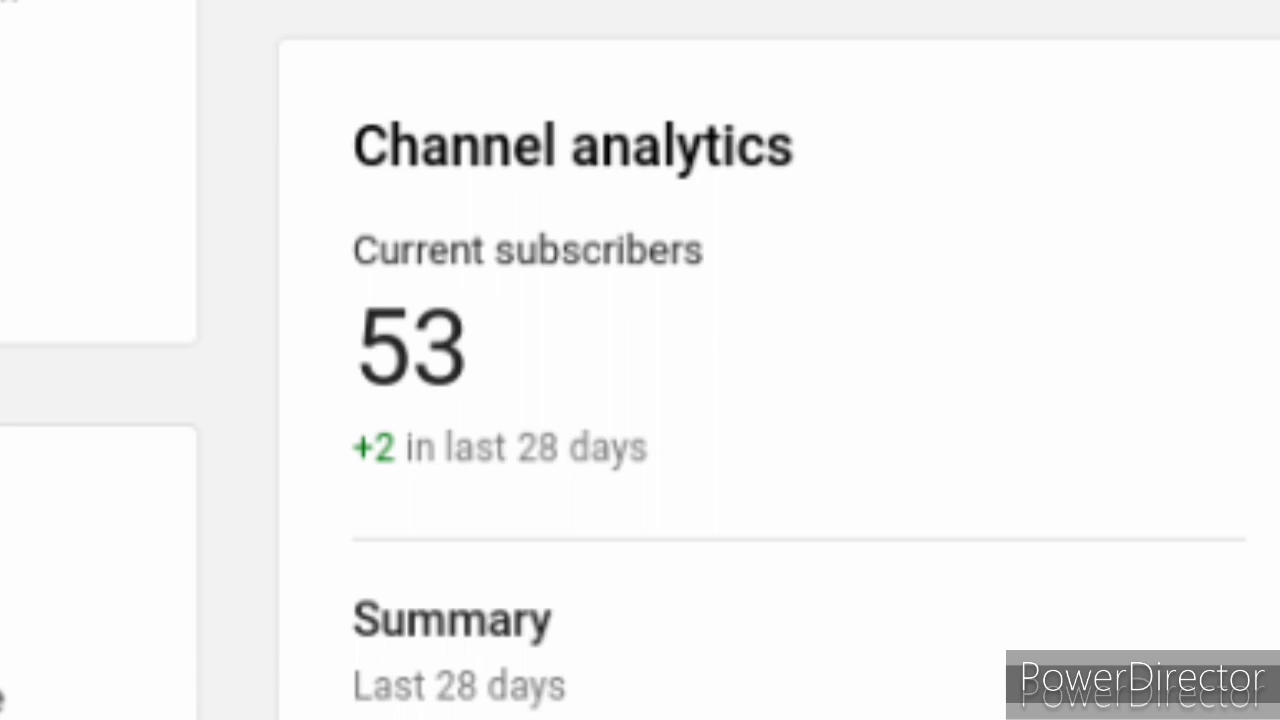 Channel analytics
Current subscribers
53
+2 in last 28 days
Summary
Last 28 days
PowerDirector